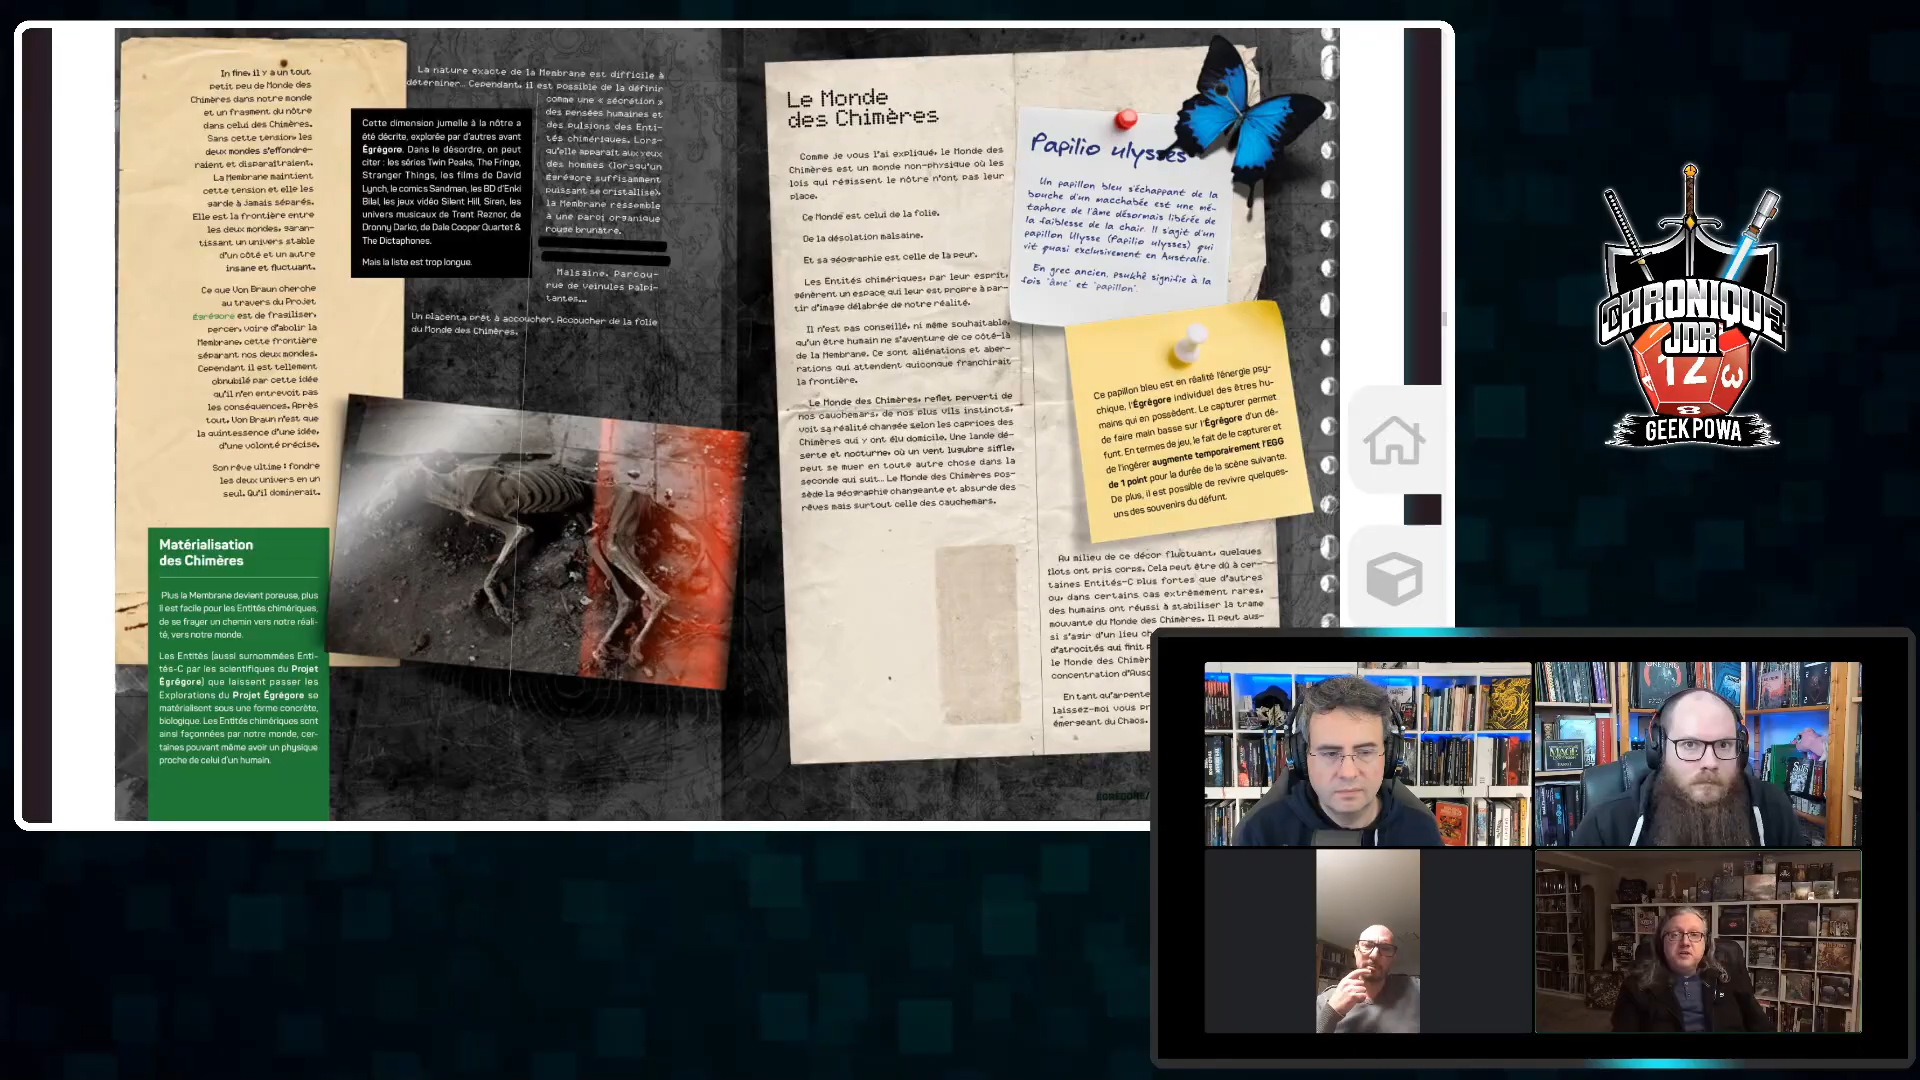 In fine, il y a un tout
petit peu de Monde des
Chimères dans notre monde
et un fragment du nôtre
dans celui des Chimères.
Sans cette tension, les
deux mondes s'effondre-
raient et disparaîtraient.
La Membrane maintient
cette tension et elle les
garde à jamais séparés.
Elle est la frontière entre
les deux mondes, garan-
tissant un univers stable
d'un côté et un autre
insane et fluctuant.
Ce que Von Braun cherche
au travers du Projet
Égrégore est de fragiliser,
percer, voire d'abolir la
Membrane, cette frontière
séparant nos deux mondes.
Cependant il est tellement
obnubilé par cette idée
qu'il n'en entrevoit pas
les conséquences. Après
tout, Von Braun n'est que
la quintessence d'une idée,
d'une volonté précise.
Son rêve ultime : fondre
les deux univers en un
seul. Qu'il dominerait.
Matérialisation
des Chimères
Plus la Membrane devient poreuse, plus
il est facile pour les Entités chimériques,
de se frayer un chemin vers notre réali-
té, vers notre monde.
Les Entités (aussi surnommées Enti-
tés-C par les scientifiques du Projet
Égrégore) que laissent passer les
Explorations du Projet Égrégore se
matérialisent sous une forme concrète,
biologique. Les Entités chimériques sont
ainsi façonnées par notre monde, cer-
taines pouvant même avoir un physique
proche de celui d'un humain.
La nature exacte de la Membrane est difficile à
déterminer... Cependant, il est possible de la définir
comme une « sécrétion »
des pensées humaines et
des pulsions des Enti-
tés chimériques. Lors-
qu'elle apparaît aux yeux
des hommes (lorsqu'un
Égrégore suffisamment
puissant se cristallise),
la Membrane ressemble
à une paroi organique
rouge brunâtre.
Malsaine. Parcou-
rue de veinules palpi-
tantes...
Un placenta prêt à accoucher. Accoucher de la folie
du Monde des Chimères.
Cette dimension jumelle à la nôtre a
été décrite, explorée par d'autres avant
Égrégore. Dans le désordre, on peut
citer : les séries Twin Peaks, The Fringe,
Stranger Things, les films de David
Lynch, le comics Sandman, les BD d'Enki
Bilal, les jeux vidéo Silent Hill, Siren, les
univers musicaux de Trent Reznor, de
Dronny Darko, de Dale Cooper Quartet &
The Dictaphones.
Mais la liste est trop longue.
Le Monde
des Chimères
Comme je vous l'ai expliqué, le Monde des
Chimères est un monde non-physique où les
lois qui régissent le nôtre n'ont pas leur
place.
Ce Monde est celui de la folie.
De la désolation malsaine.
Et sa géographie est celle de la peur.
Les Entités chimériques, par leur esprit,
génèrent un espace qui leur est propre à par-
tir d'image délabrée de notre réalité.
Il n'est pas conseillé, ni même souhaitable,
qu'un être humain ne s'aventure de ce côté-là
de la Membrane. Ce sont aliénations et aber-
rations qui attendent quiconque franchirait
la frontière.
Le Monde des Chimères, reflet perverti de
nos cauchemars, de nos plus vils instincts,
voit sa réalité changée selon les caprices des
Chimères qui y ont élu domicile. Une lande dé-
serte et nocturne, où un vent lugubre siffle,
peut se muer en toute autre chose dans la
seconde qui suit... Le Monde des Chimères pos-
sède la géographie changeante et absurde des
rêves mais surtout celle des cauchemars.
Papilio ulysses
Un papillon bleu s'échappant de la
bouche d'un macchabée est une mé-
taphore de l'âme désormais libérée de
la faiblesse de la chair. Il s'agit d'un
papillon Ulysse (Papilio ulysses) qui
vit quasi exclusivement en Australie.
En grec ancien, psukhê signifie à la
fois "âme" et "papillon".
Ce papillon bleu est en réalité l'énergie psy-
chique, l'Égrégore individuel des êtres hu-
mains qui en possèdent. Le capturer permet
de faire main basse sur l'Égrégore d'un dé-
funt. En termes de jeu, le fait de le capturer et
de l'ingérer augmente temporairement l'EGG
de 1 point pour la durée de la scène suivante.
De plus, il est possible de revivre quelques-
uns des souvenirs du défunt.
Au milieu de ce décor fluctuant, quelques
îlots ont pris corps. Cela peut être dû à cer-
taines Entités-C plus fortes que d'autres
ou, dans certains cas extrêmement rares,
des humains ont réussi à stabiliser la trame
mouvante du Monde des Chimères. Il peut aus-
si s'agir d'un lieu ch
d'atrocités qui finit p
le Monde des Chimèr
concentration d'Ausc
En tant qu'arpente
laissez-moi vous pr
émergeant du Chaos.
ÉGRÉGORE/
CHRONIQUE
JDR
12
3
4
8
GEEK POWA
MAGE